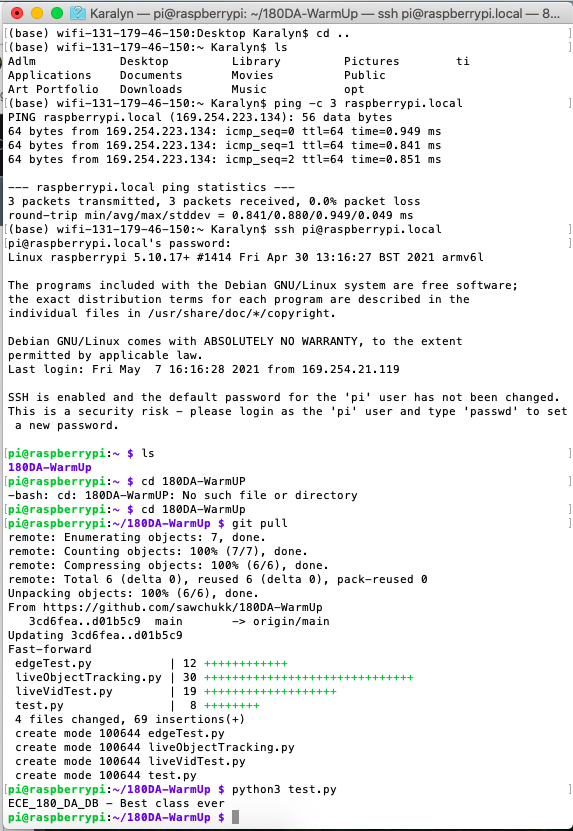 Karalyn — pi@raspberrypi: ~/180DA-WarmUp — ssh pi@raspberrypi.local — 8...
[(base) wifi-131-179-46-150:Desktop Karalyn$ cd .. ]
[(base) wifi-131-179-46-150:~ Karalyn$ ls ]
Adlm Desktop Library Pictures ti
Applications Documents Movies Public
Art Portfolio Downloads Music opt
[(base) wifi-131-179-46-150:~ Karalyn$ ping -c 3 raspberrypi.local ]
PING raspberrypi.local (169.254.223.134): 56 data bytes
64 bytes from 169.254.223.134: icmp_seq=0 ttl=64 time=0.949 ms
64 bytes from 169.254.223.134: icmp_seq=1 ttl=64 time=0.841 ms
64 bytes from 169.254.223.134: icmp_seq=2 ttl=64 time=0.851 ms
--- raspberrypi.local ping statistics ---
3 packets transmitted, 3 packets received, 0.0% packet loss
round-trip min/avg/max/stddev = 0.841/0.880/0.949/0.049 ms
[(base) wifi-131-179-46-150:~ Karalyn$ ssh pi@raspberrypi.local ]
[pi@raspberrypi.local's password: ]
Linux raspberrypi 5.10.17+ #1414 Fri Apr 30 13:16:27 BST 2021 armv6l
The programs included with the Debian GNU/Linux system are free software;
the exact distribution terms for each program are described in the
individual files in /usr/share/doc/*/copyright.
Debian GNU/Linux comes with ABSOLUTELY NO WARRANTY, to the extent
permitted by applicable law.
Last login: Fri May  7 16:16:28 2021 from 169.254.21.119
SSH is enabled and the default password for the 'pi' user has not been changed.
This is a security risk - please login as the 'pi' user and type 'passwd' to set
a new password.
[pi@raspberrypi:~ $ ls ]
180DA-WarmUp
[pi@raspberrypi:~ $ cd 180DA-WarmUP ]
-bash: cd: 180DA-WarmUP: No such file or directory
[pi@raspberrypi:~ $ cd 180DA-WarmUp ]
[pi@raspberrypi:~/180DA-WarmUp $ git pull ]
remote: Enumerating objects: 7, done.
remote: Counting objects: 100% (7/7), done.
remote: Compressing objects: 100% (6/6), done.
remote: Total 6 (delta 0), reused 6 (delta 0), pack-reused 0
Unpacking objects: 100% (6/6), done.
From https://github.com/sawchukk/180DA-WarmUp
3cd6fea..d01b5c9  main -> origin/main
Updating 3cd6fea..d01b5c9
Fast-forward
edgeTest.py | 12 ++++++++++++
liveObjectTracking.py | 30 ++++++++++++++++++++++++++++++
liveVidTest.py | 19 +++++++++++++++++++
test.py |  8 ++++++++
4 files changed, 69 insertions(+)
create mode 100644 edgeTest.py
create mode 100644 liveObjectTracking.py
create mode 100644 liveVidTest.py
create mode 100644 test.py
[pi@raspberrypi:~/180DA-WarmUp $ python3 test.py ]
ECE_180_DA_DB - Best class ever
pi@raspberrypi:~/180DA-WarmUp $